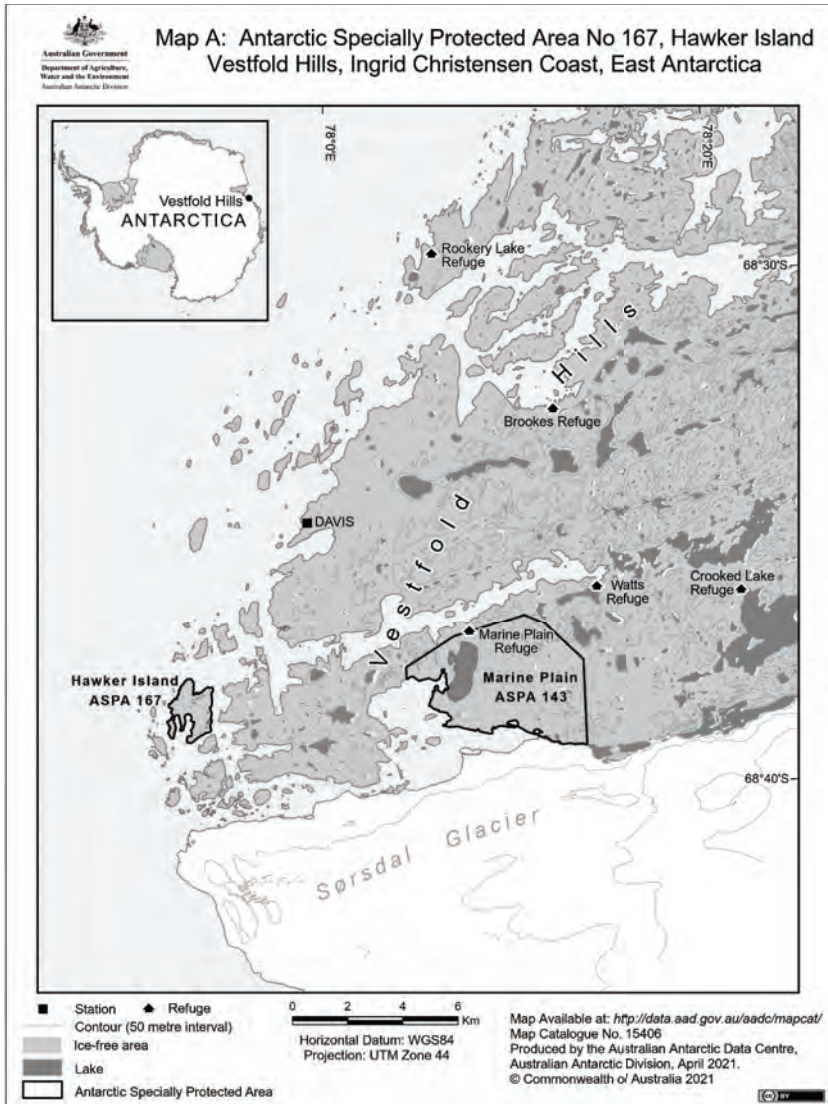 Australian Government
Department of Agriculture,
Water and the Environment
Australian Antarctic Division
Map A: Antarctic Specially Protected Area No 167, Hawker Island
Vestfold Hills, Ingrid Christensen Coast, East Antarctica
78°0'E
78°20'E
Vestfold Hills
ANTARCTICA
Rookery Lake
Refuge
68°30'S
Vestfold Hills
Brookes Refuge
DAVIS
Watts
Refuge
Crooked Lake
Refuge
Marine Plain
Refuge
Hawker Island
ASPA 167
Marine Plain
ASPA 143
68°40'S
Sørsdal Glacier
Station
Refuge
Contour (50 metre interval)
Ice-free area
Lake
Antarctic Specially Protected Area
0 2 4 6
Km
Horizontal Datum: WGS84
Projection: UTM Zone 44
Map Available at: http://data.aad.gov.au/aadc/mapcat/
Map Catalogue No. 15406
Produced by the Australian Antarctic Data Centre,
Australian Antarctic Division, April 2021.
© Commonwealth of Australia 2021
cc BY